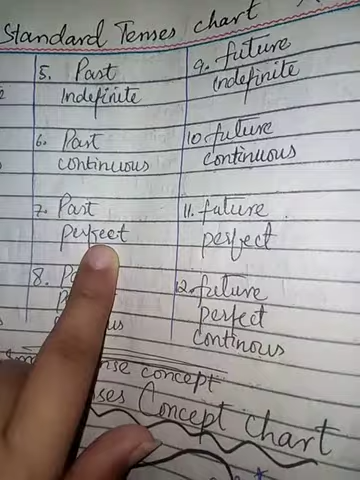 Standard Tenses chart
5. Past
Indefinite
6. Past
continuous
7. Past
perfect
8.
9. future
indefinite
10. future
continuous
11. future
perfect
12. future
perfect
continous
concept
Concept Chart